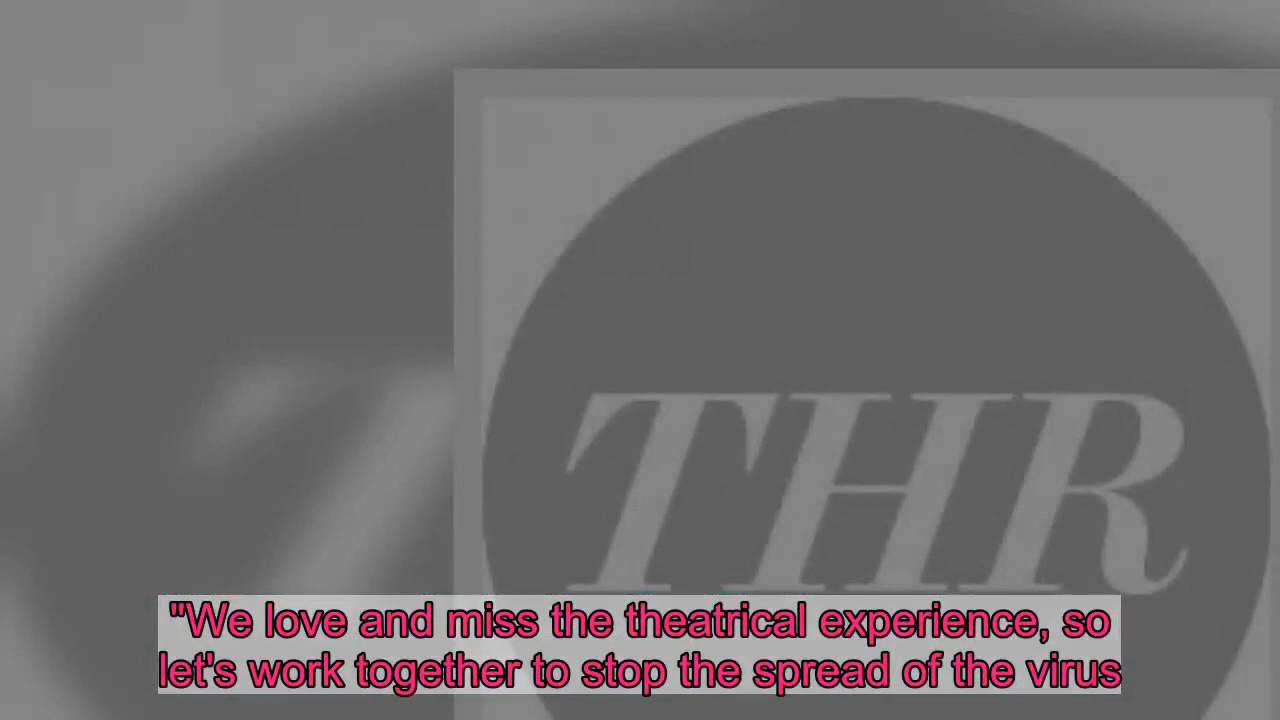 THR
"We love and miss the theatrical experience, so
let's work together to stop the spread of the virus